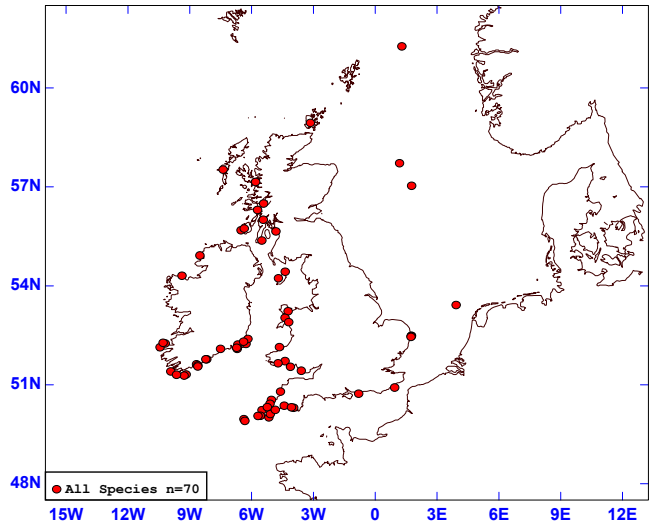 60N
57N
54N
51N
48N
All Species n=70
15W 12W 9W 6W 3W 0 3E 6E 9E 12E